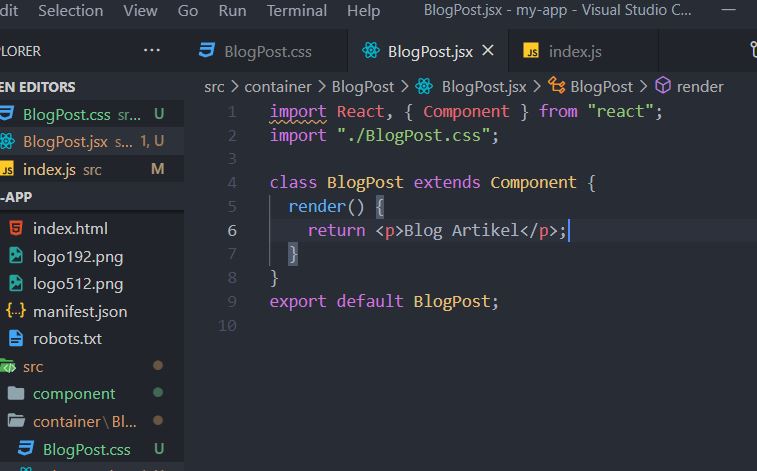 dit Selection View Go Run Terminal Help BlogPost.jsx - my-app - Visual Studio C...
PLORER ...
BlogPost.css
BlogPost.jsx
JS index.js
EN EDITORS
BlogPost.css sr... U
BlogPost.jsx s... 1, U
JS index.js src M
-APP
index.html
logo192.png
logo512.png
manifest.json
robots.txt
src
component
container\Bl...
BlogPost.css U
src > container > BlogPost > BlogPost.jsx > BlogPost > render
1 import React, { Component } from "react";
2 import "./BlogPost.css";
3
4 class BlogPost extends Component {
5 render() {
6 return <p>Blog Artikel</p>;
7 }
8 }
9 export default BlogPost;
10